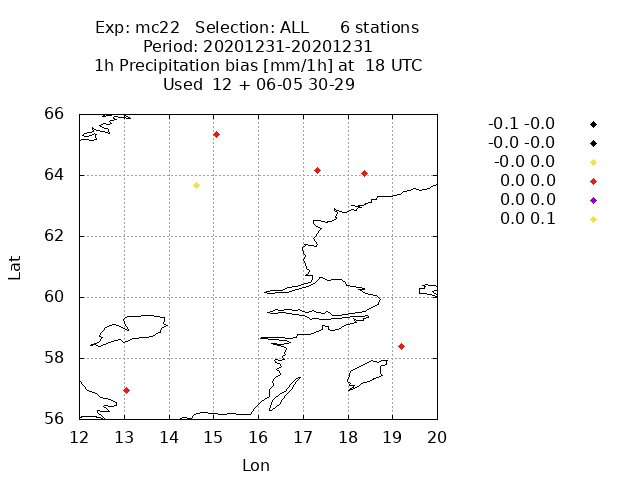 Exp: mc22   Selection: ALL      6 stations
Period: 20201231-20201231
1h Precipitation bias [mm/1h] at  18 UTC
Used  12 + 06-05 30-29
66
64
62
60
58
56
12 13 14 15 16 17 18 19 20
Lat
Lon
-0.1 -0.0
-0.0 -0.0
-0.0 0.0
0.0 0.0
0.0 0.0
0.0 0.1